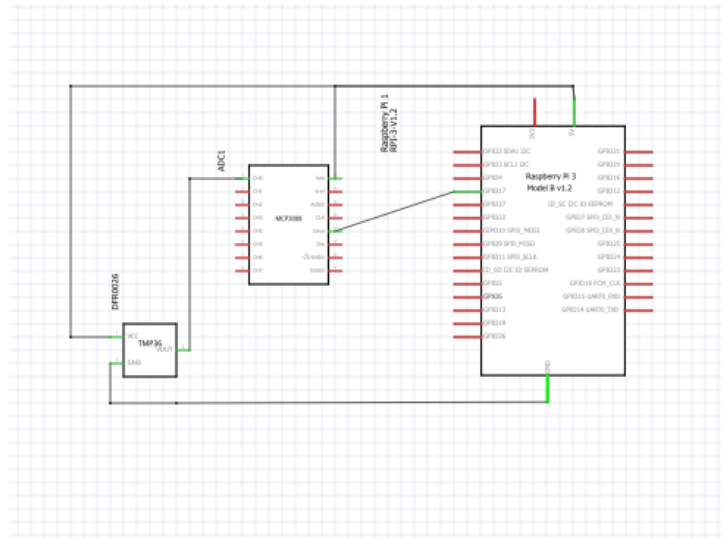 Raspberry Pi 1
RPI-3-V1.2
ADC1
3V3
5V
Raspberry Pi 3
Model B v1.2
GPIO2 SDA1 I2C
GPIO3 SCL1 I2C
GPIO4
GPIO17
GPIO27
GPIO22
GPIO10 SPI0_MOSI
GPIO9 SPI0_MISO
GPIO11 SPI0_SCLK
ID_SD I2C ID EEPROM
GPIO5
GPIO6
GPIO13
GPIO19
GPIO26
GPIO21
GPIO20
GPIO16
GPIO12
ID_SC I2C ID EEPROM
GPIO7 SPI0_CE1_N
GPIO8 SPI0_CE0_N
GPIO25
GPIO24
GPIO23
GPIO18 PCM_CLK
GPIO15 UART0_RXD
GPIO14 UART0_TXD
GND
CH0
CH1
CH2
CH3
CH4
CH5
CH6
CH7
MCP3008
Vref
AGND
CLK
Dout
Din
CS/SHDN
DGND
DFR0026
VCC
TMP36
VOUT
GND